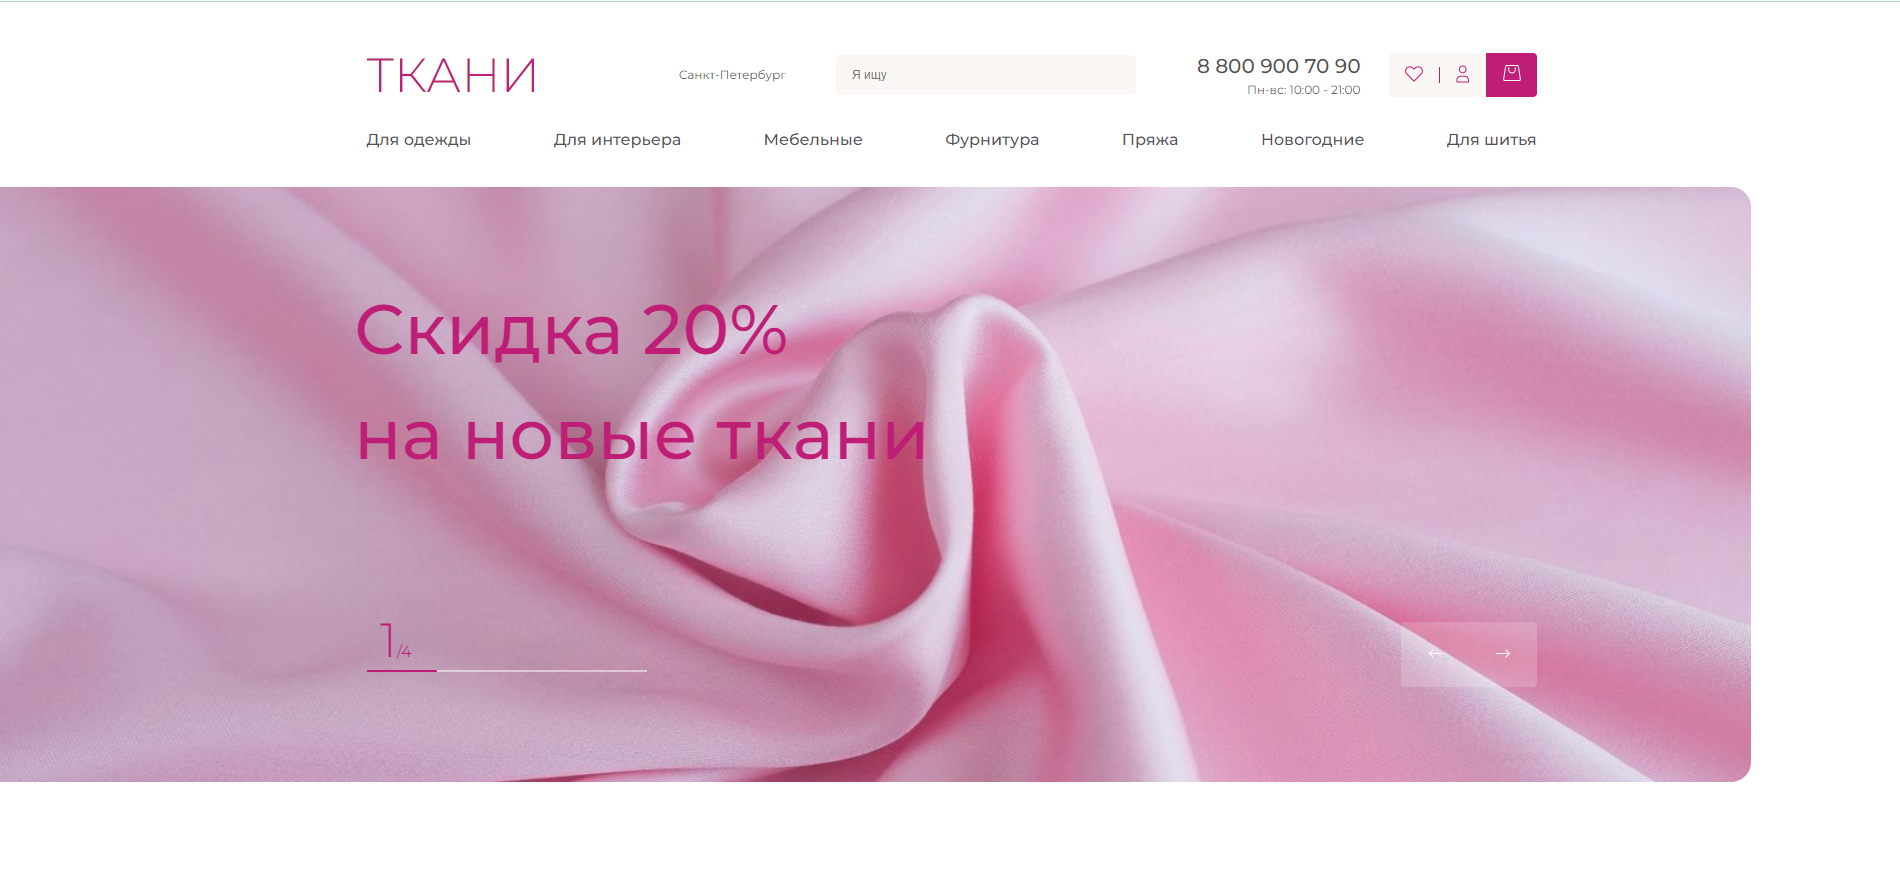 ТКАНИ
Санкт-Петербург
Я ищу
8 800 900 70 90
Пн-вс: 10:00 - 21:00
Для одежды
Для интерьера
Мебельные
Фурнитура
Пряжа
Новогодние
Для шитья
Скидка 20%
на новые ткани
1/4